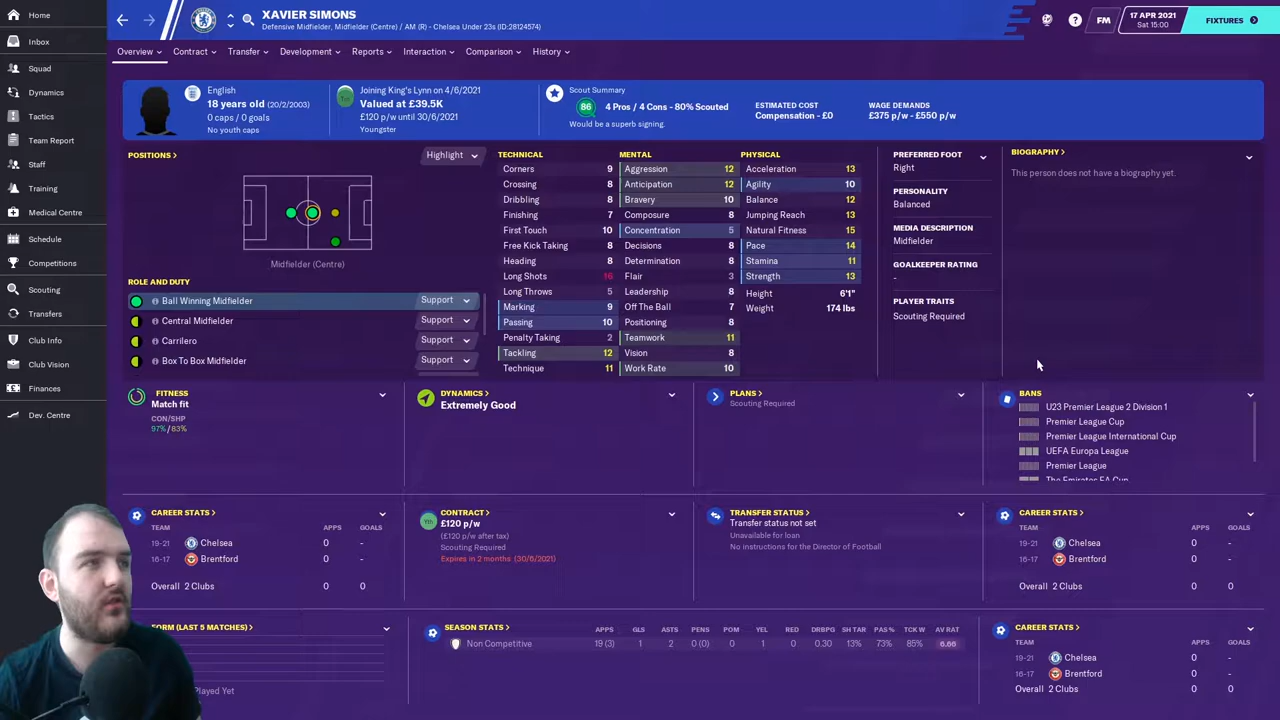 Home
Inbox
Squad
Dynamics
Tactics
Team Report
Staff
Training
Medical Centre
Schedule
Competitions
Scouting
Transfers
Club Info
Club Vision
Finances
Dev. Centre
XAVIER SIMONS
Defensive Midfielder, Midfielder (Centre) / AM (R) - Chelsea Under 23s (ID:28124574)
? FM
17 APR 2021
Sat 15:00
FIXTURES
Overview Contract Transfer Development Reports Interaction Comparison History
English
18 years old (20/2/2003)
0 caps / 0 goals
No youth caps
Joining King's Lynn on 4/6/2021
Valued at £39.5K
£120 p/w until 30/6/2021
Youngster
Scout Summary
86 4 Pros / 4 Cons - 80% Scouted
Would be a superb signing.
ESTIMATED COST
Compensation - £0
WAGE DEMANDS
£375 p/w - £550 p/w
POSITIONS
Highlight
Midfielder (Centre)
ROLE AND DUTY
Ball Winning Midfielder Support
Central Midfielder Support
Carrilero Support
Box To Box Midfielder Support
TECHNICAL
Corners 9
Crossing 8
Dribbling 8
Finishing 7
First Touch 10
Free Kick Taking 8
Heading 8
Long Shots 16
Long Throws 5
Marking 9
Passing 10
Penalty Taking 2
Tackling 12
Technique 11
MENTAL
Aggression 12
Anticipation 12
Bravery 10
Composure 8
Concentration 5
Decisions 8
Determination 8
Flair 3
Leadership 8
Off The Ball 7
Positioning 8
Teamwork 11
Vision 8
Work Rate 10
PHYSICAL
Acceleration 13
Agility 10
Balance 12
Jumping Reach 13
Natural Fitness 15
Pace 14
Stamina 11
Strength 13
Height 6'1"
Weight 174 lbs
PREFERRED FOOT
Right
PERSONALITY
Balanced
MEDIA DESCRIPTION
Midfielder
GOALKEEPER RATING
-
PLAYER TRAITS
Scouting Required
BIOGRAPHY
This person does not have a biography yet.
FITNESS
Match fit
CON/SHP
97%/83%
DYNAMICS
Extremely Good
PLANS
Scouting Required
BANS
U23 Premier League 2 Division 1
Premier League Cup
Premier League International Cup
UEFA Europa League
Premier League
The Emirates FA Cup
CAREER STATS
TEAM APPS GOALS
19-21 Chelsea 0 -
16-17 Brentford 0 -
Overall 2 Clubs 0 0
CONTRACT
Yth £120 p/w
(£120 p/w after tax)
Scouting Required
Expires in 2 months: (30/6/2021)
TRANSFER STATUS
Transfer status not set
Unavailable for loan
No instructions for the Director of Football
CAREER STATS
TEAM APPS GOALS
19-21 Chelsea 0 -
16-17 Brentford 0 -
Overall 2 Clubs 0 0
FORM (LAST 5 MATCHES)
Played Yet
SEASON STATS APPS GLS ASTS PENS POM YEL RED DRBPG SH TAR PAS % TCK W AV RAT
Non Competitive 19 (3) 1 2 0 (0) 0 1 0 0.30 13% 73% 85% 6.86
CAREER STATS
TEAM APPS GOALS
19-21 Chelsea 0 -
16-17 Brentford 0 -
Overall 2 Clubs 0 0